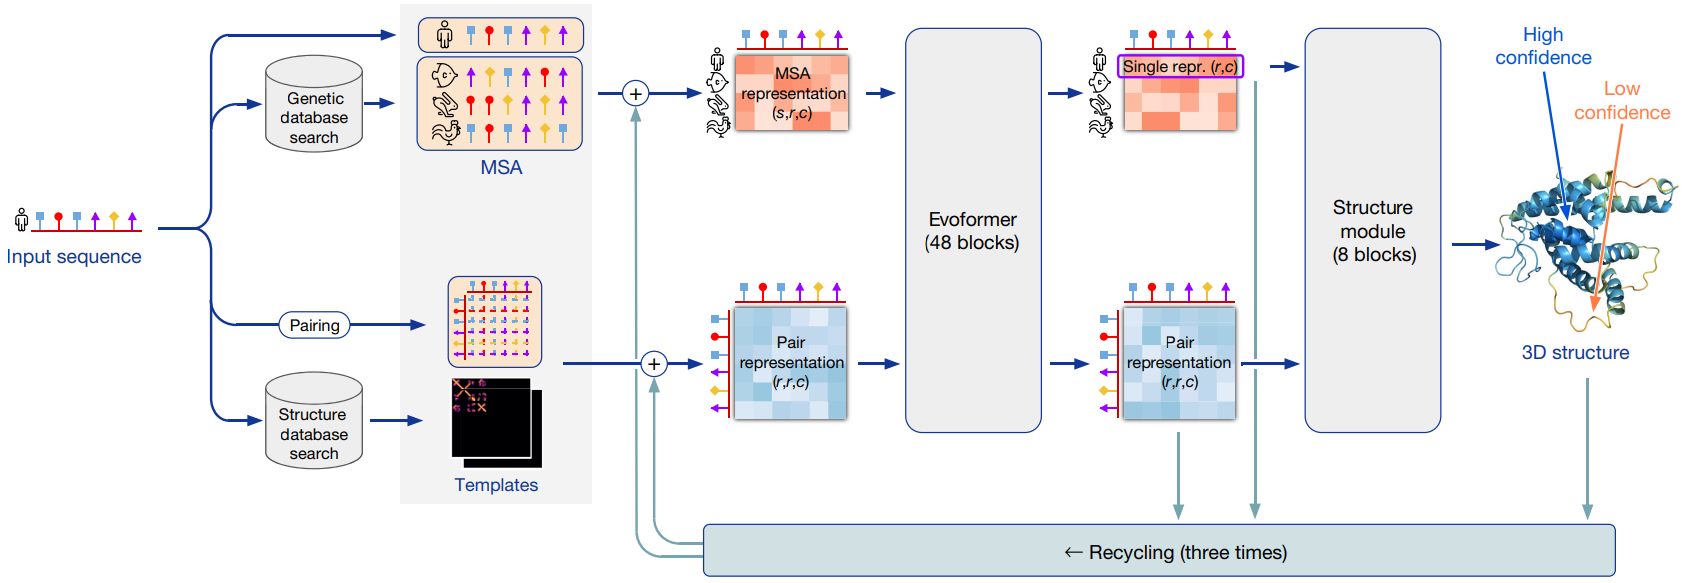 Input sequence
Genetic
database
search
Pairing
Structure
database
search
MSA
Templates
+
+
MSA
representation
(s,r,c)
Pair
representation
(r,r,c)
Evoformer
(48 blocks)
Single repr. (r,c)
Pair
representation
(r,r,c)
Structure
module
(8 blocks)
High
confidence
Low
confidence
3D structure
← Recycling (three times)